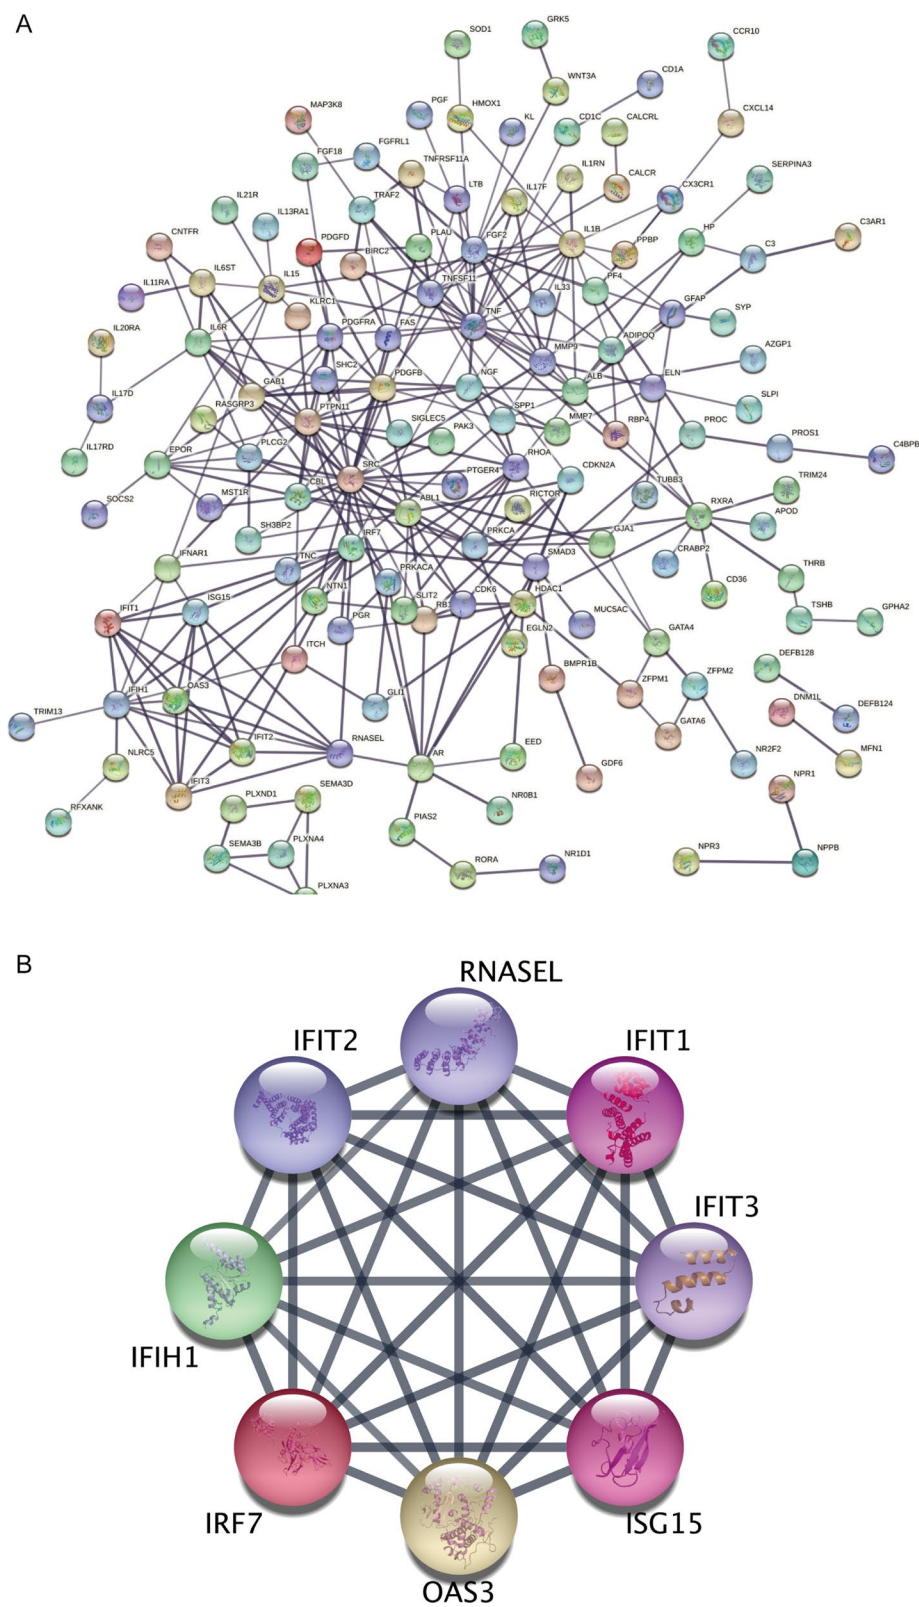 A
SOD1
GRK5
CCR10
WNT3A
CD1A
MAP3K8
PGF
HMOX1
KL
CD1C
CALCRL
CXCL14
FGF18
FGFRL1
TNFRSF11A
LTB
IL17F
IL1RN
CALCR
CX3CR1
SERPINA3
IL21R
IL13RA1
TRAF2
CNTFR
PDGFD
BIRC2
PLAU
FGF2
IL1B
PPBP
HP
C3
C3AR1
IL11RA
IL6ST
IL15
KLRC1
TNFSF11
IL33
PF4
GFAP
SYP
IL20RA
IL6R
PDGFRA
FAS
TNF
MMP9
ADIPOQ
AZGP1
IL17D
GAB1
SHC2
PDGFB
NGF
ALB
ELN
SLPI
RASGRP3
PTPN11
SIGLEC5
PAK3
SPP1
MMP7
RBP4
PROC
PROS1
C4BPB
IL17RD
EPOR
PLCG2
SRC
PTGER4
RHOA
CDKN2A
TUBB3
RXRA
TRIM24
SOCS2
MST1R
CBL
ABL1
RICTOR
APOD
SH3BP2
IRF7
PRKCA
GJA1
CRABP2
IFNAR1
TNC
PRKACA
SMAD3
CD36
THRB
IFIT1
ISG15
NTN1
SLIT2
RB1
CDK6
HDAC1
MUC5AC
TSHB
GPHA2
PGR
EGLN2
GATA4
IFIH1
OAS3
ITCH
GLI1
BMPR1B
ZFPM1
ZFPM2
DEFB128
DEFB124
TRIM13
IFIT2
RNASEL
AR
EED
GATA6
DNM1L
NLRC5
GDF6
NR2F2
MFN1
RFXANK
IFIT3
PLXND1
SEMA3D
NR0B1
NPR1
SEMA3B
PLXNA4
PIAS2
PLXNA3
RORA
NR1D1
NPR3
NPPB
B
RNASEL
IFIT2
IFIT1
IFIT3
IFIH1
IRF7
ISG15
OAS3